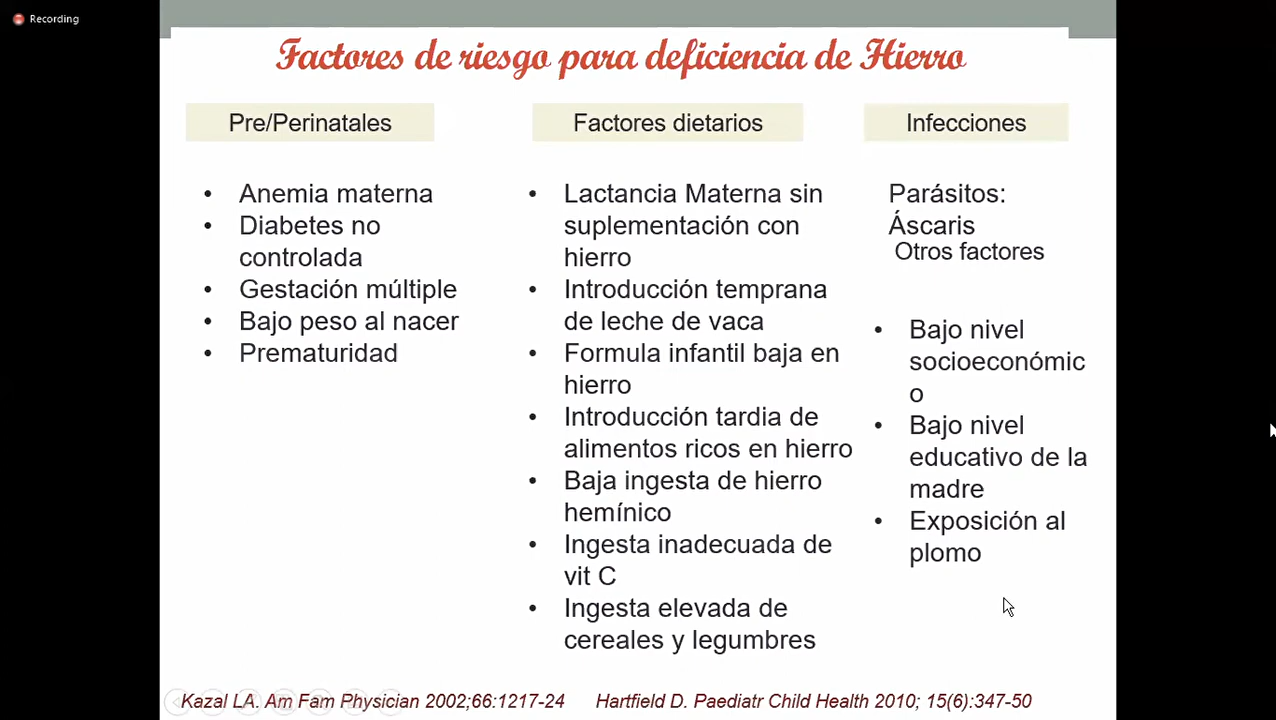 Recording
Factores de riesgo para deficiencia de Hierro
Pre/Perinatales
• Anemia materna
• Diabetes no
controlada
• Gestación múltiple
• Bajo peso al nacer
• Prematuridad
Factores dietarios
• Lactancia Materna sin
suplementación con
hierro
• Introducción temprana
de leche de vaca
• Formula infantil baja en
hierro
• Introducción tardia de
alimentos ricos en hierro
• Baja ingesta de hierro
hemínico
• Ingesta inadecuada de
vit C
• Ingesta elevada de
cereales y legumbres
Infecciones
Parásitos:
Áscaris
Otros factores
• Bajo nivel
socioeconómic
o
• Bajo nivel
educativo de la
madre
• Exposición al
plomo
Kazal LA. Am Fam Physician 2002;66:1217-24
Hartfield D. Paediatr Child Health 2010; 15(6):347-50